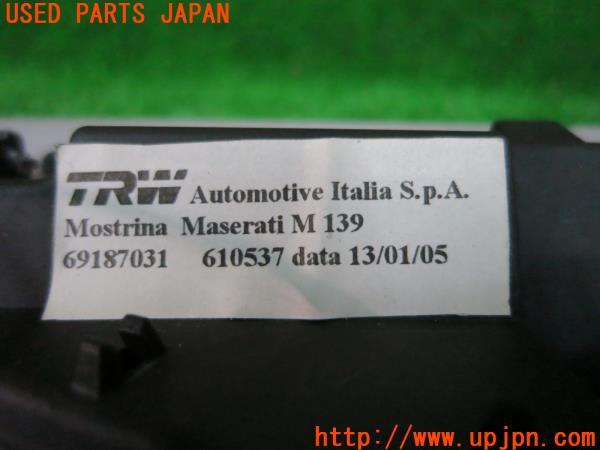 USED PARTS JAPAN
TRW Automotive Italia S.p.A.
Mostrina Maserati M 139
69187031 610537 data 13/01/05
http://www.upjpn.com/